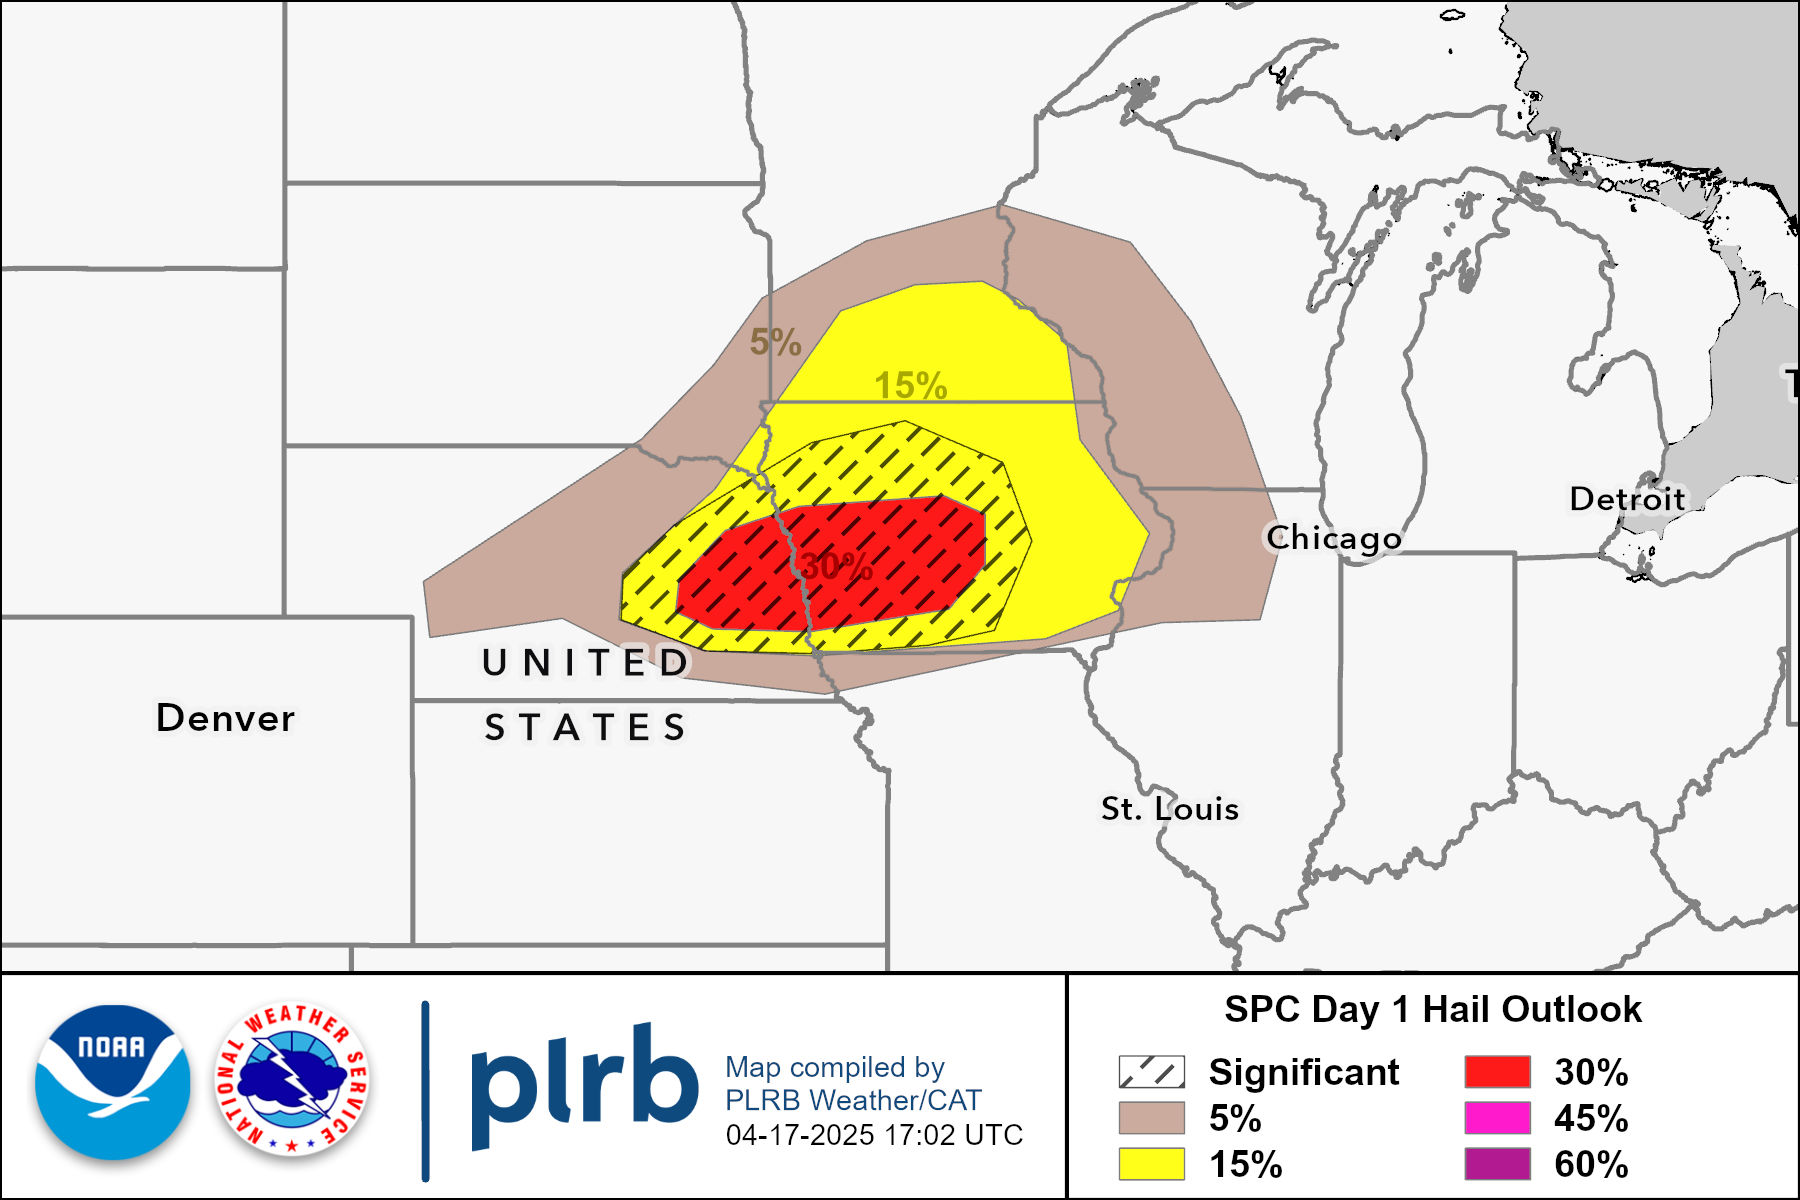 5%
15%
30%
Detroit
Chicago
UNITED
STATES
Denver
St. Louis
T
NOAA
NATIONAL WEATHER SERVICE
plrb
Map compiled by
PLRB Weather/CAT
04-17-2025 17:02 UTC
SPC Day 1 Hail Outlook
Significant
5%
15%
30%
45%
60%